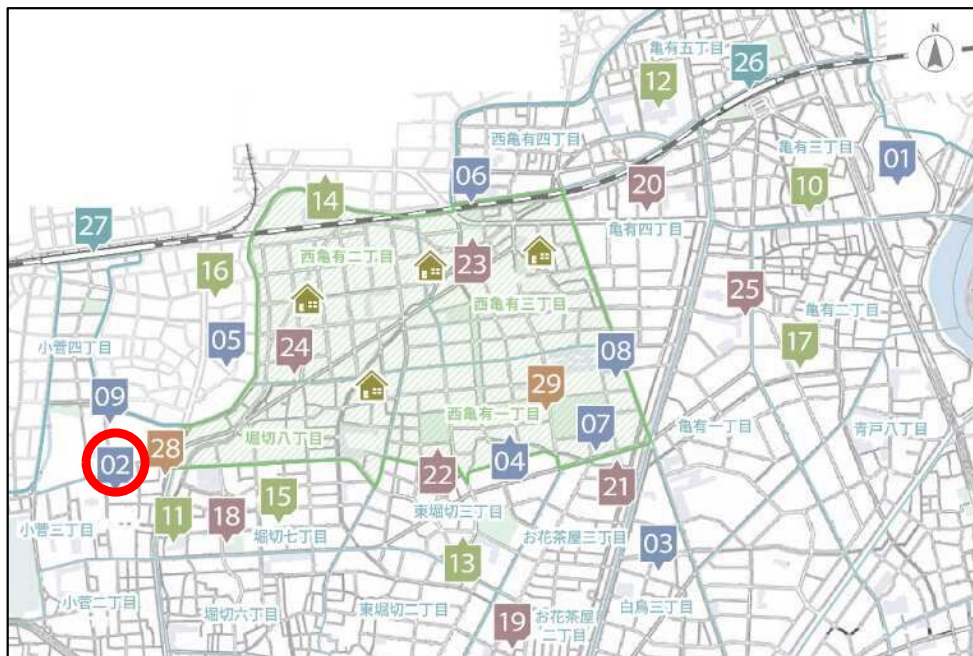 N
亀有五丁目
26
12
西亀有四丁目
亀有三丁目
01
06
20
10
14
亀有四丁目
27
西亀有二丁目
23
16
西亀有三丁目
25
亀有二丁目
小菅四丁目
05
24
08
17
29
09
西亀有一丁目
07
亀有一丁目
青戸八丁目
堀切八丁目
02
28
22
04
21
15
東堀切三丁目
小菅三丁目
11
18
堀切七丁目
お花茶屋三丁目
03
13
小菅二丁目
堀切六丁目
東堀切二丁目
19
お花茶屋
二丁目
白鳥三丁目